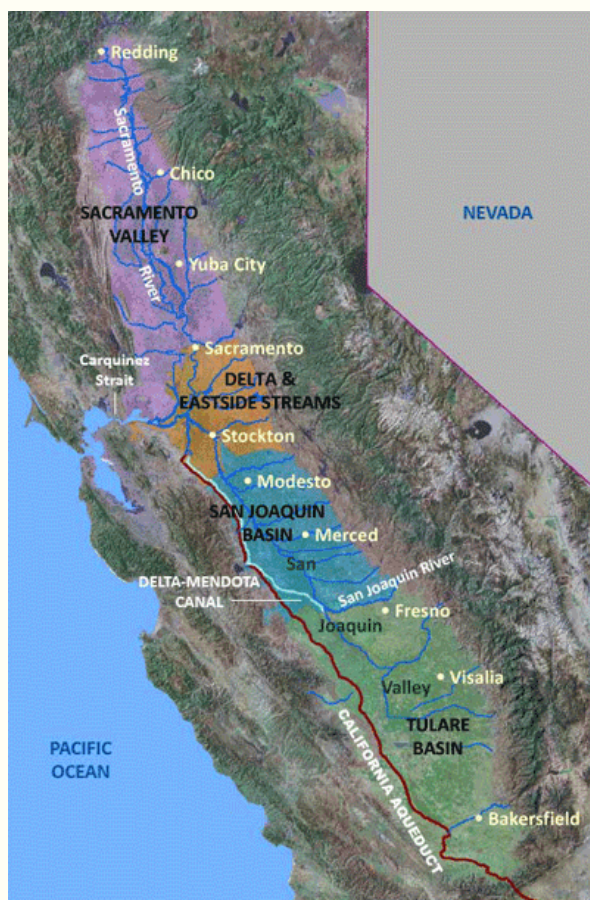 Redding
Sacramento
River
Chico
SACRAMENTO
VALLEY
NEVADA
Yuba City
Sacramento
Carquinez
Strait
DELTA &
EASTSIDE STREAMS
Stockton
Modesto
SAN JOAQUIN
BASIN
Merced
San
Joaquin
Valley
San Joaquin River
DELTA-MENDOTA
CANAL
Fresno
Visalia
TULARE
BASIN
CALIFORNIA AQUEDUCT
PACIFIC
OCEAN
Bakersfield